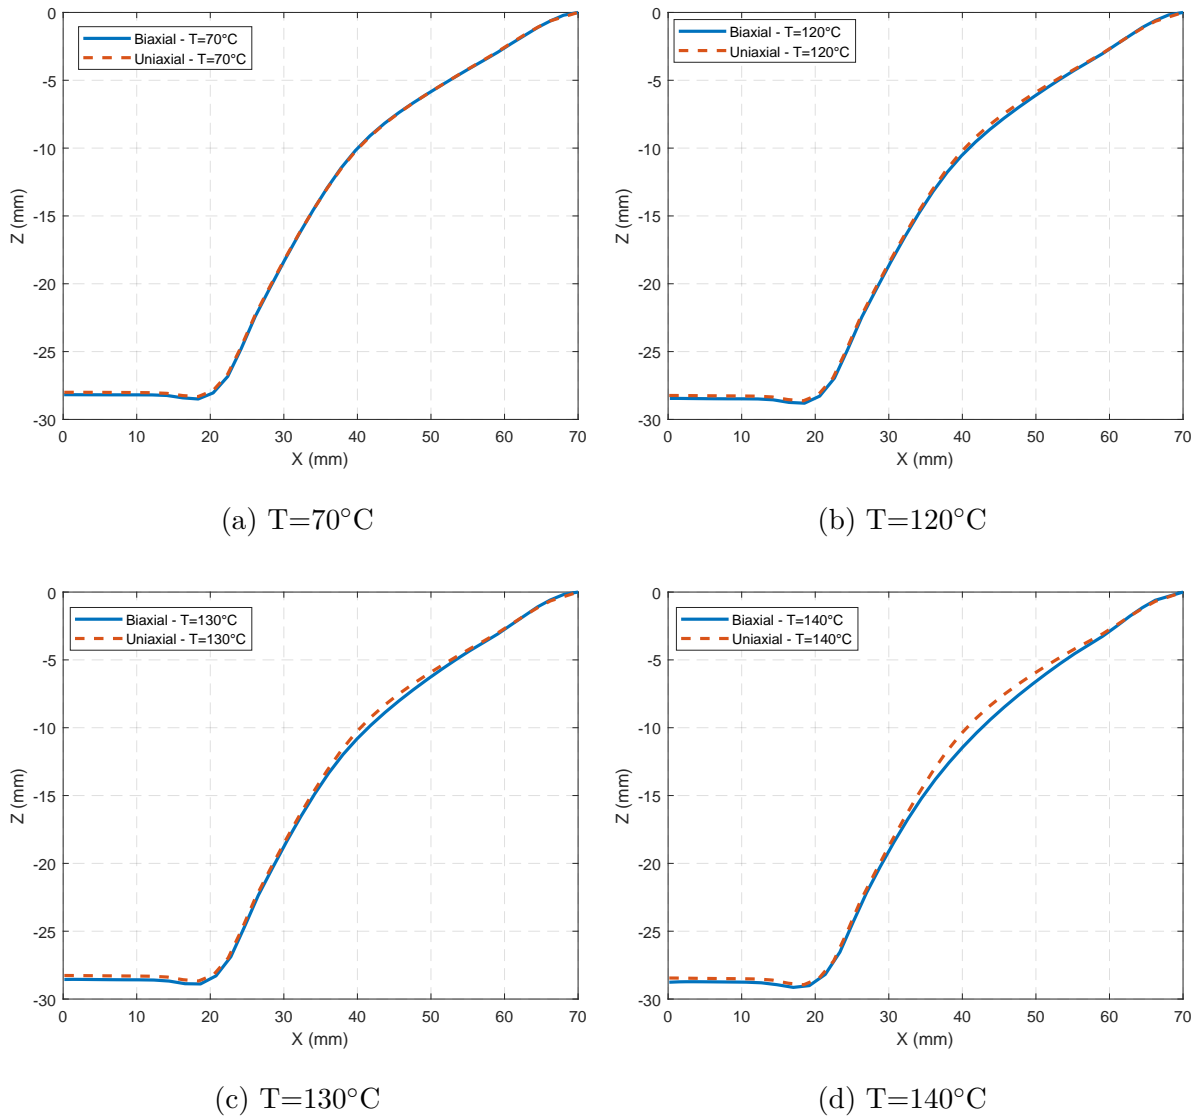 0
-5
-10
-15
-20
-25
-30
Z (mm)
Biaxial - T=70°C
Uniaxial - T=70°C
0 10 20 30 40 50 60 70
X (mm)
(a) T=70°C
0
-5
-10
-15
-20
-25
-30
Z (mm)
Biaxial - T=120°C
Uniaxial - T=120°C
0 10 20 30 40 50 60 70
X (mm)
(b) T=120°C
0
-5
-10
-15
-20
-25
-30
Z (mm)
Biaxial - T=130°C
Uniaxial - T=130°C
0 10 20 30 40 50 60 70
X (mm)
(c) T=130°C
0
-5
-10
-15
-20
-25
-30
Z (mm)
Biaxial - T=140°C
Uniaxial - T=140°C
0 10 20 30 40 50 60 70
X (mm)
(d) T=140°C